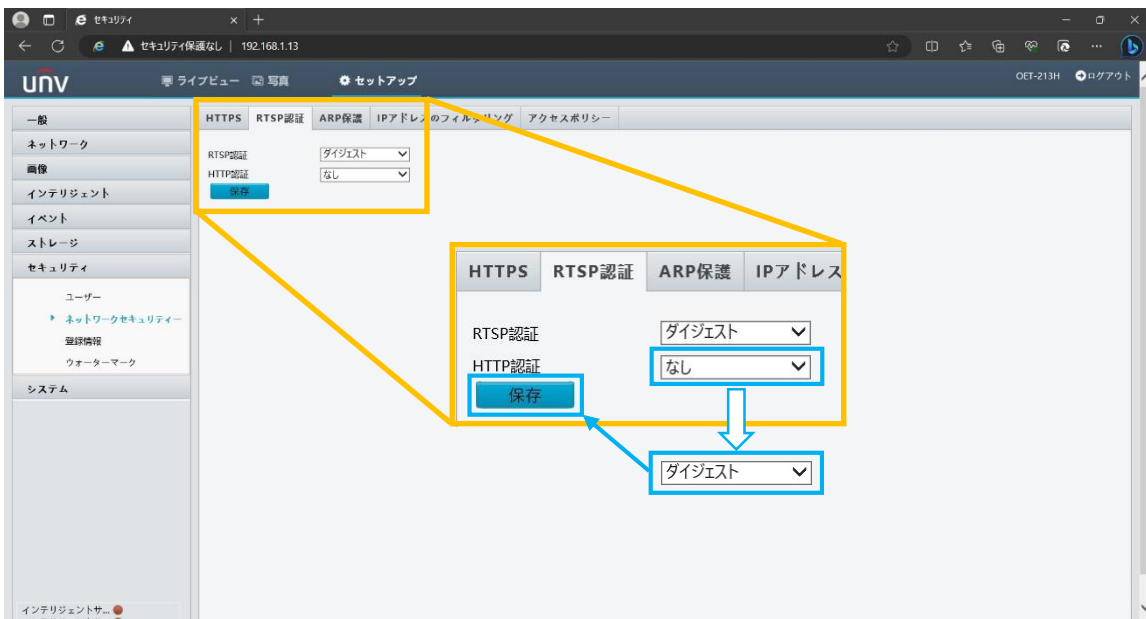 セキュリティ
セキュリティ保護なし | 192.168.1.13
unv
ライブビュー 写真 セットアップ
OET-213H ログアウト
一般
ネットワーク
画像
インテリジェント
イベント
ストレージ
セキュリティ
ユーザー
ネットワークセキュリティー
登録情報
ウォーターマーク
システム
インテリジェントサ...
HTTPS RTSP認証 ARP保護 IPアドレスのフィルタリング アクセスポリシー
RTSP認証 ダイジェスト
HTTP認証 なし
保存
HTTPS RTSP認証 ARP保護 IPアドレス
RTSP認証 ダイジェスト
HTTP認証 なし
保存
ダイジェスト